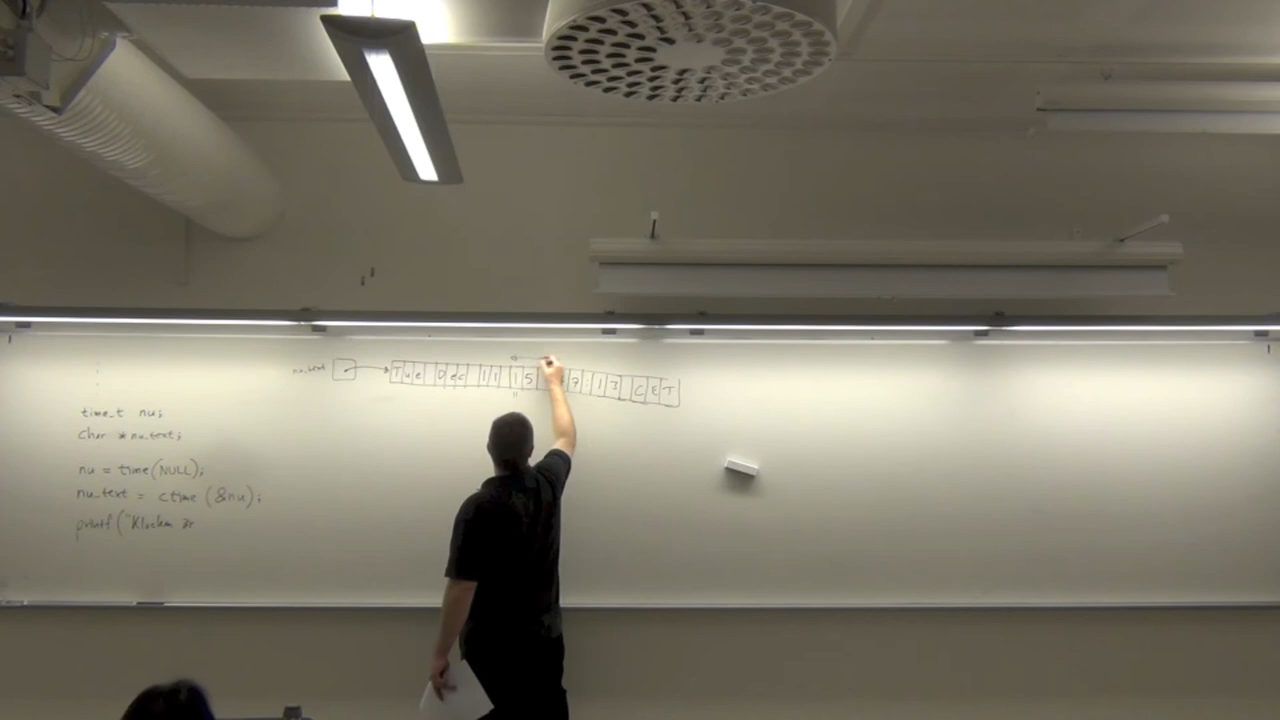 nu_text Tue Dec 11 15 7:13 CET
time_t nu;
char *nu_text;
nu = time(NULL);
nu_text = ctime (&nu);
printf("Klockan är